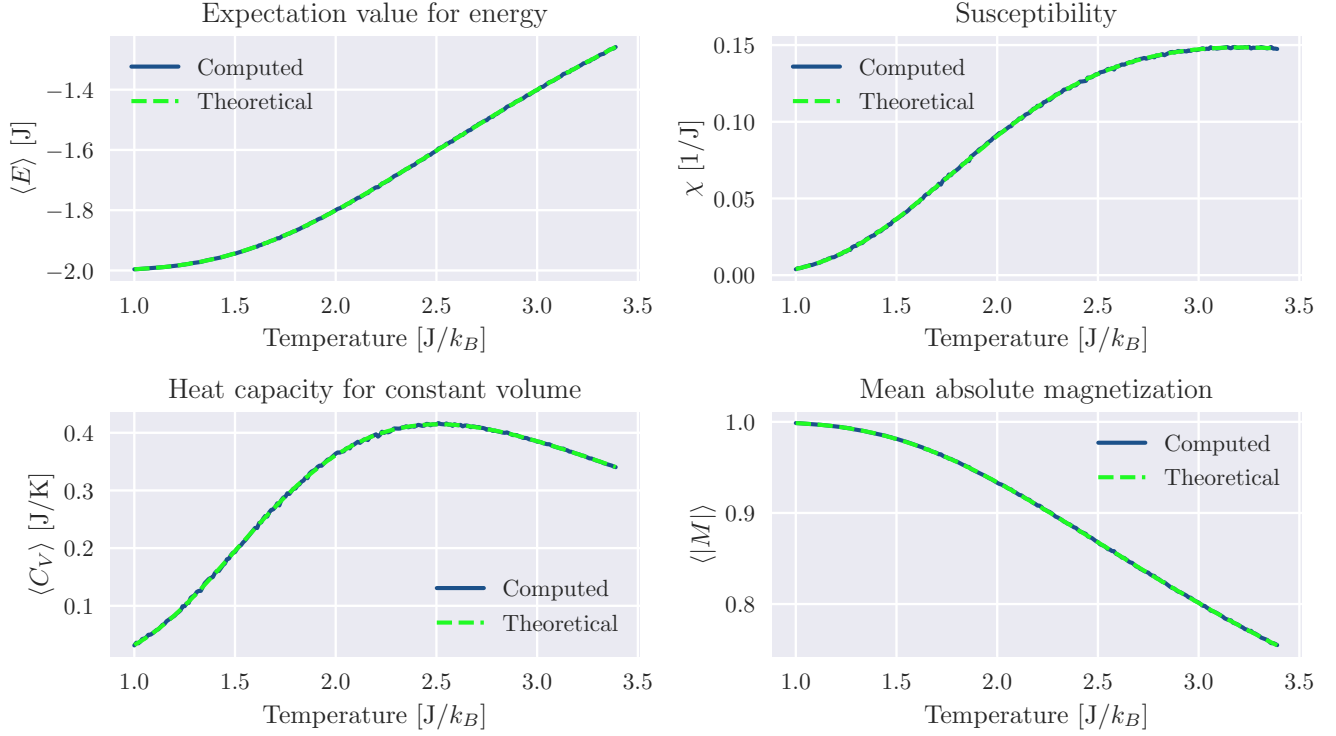 Expectation value for energy
Computed
Theoretical
⟨E⟩ [J]
−1.4
−1.6
−1.8
−2.0
1.0 1.5 2.0 2.5 3.0 3.5
Temperature [J/k_B]
Susceptibility
Computed
Theoretical
χ [1/J]
0.15
0.10
0.05
0.00
1.0 1.5 2.0 2.5 3.0 3.5
Temperature [J/k_B]
Heat capacity for constant volume
Computed
Theoretical
⟨C_V⟩ [J/K]
0.4
0.3
0.2
0.1
1.0 1.5 2.0 2.5 3.0 3.5
Temperature [J/k_B]
Mean absolute magnetization
Computed
Theoretical
⟨|M|⟩
1.0
0.9
0.8
1.0 1.5 2.0 2.5 3.0 3.5
Temperature [J/k_B]